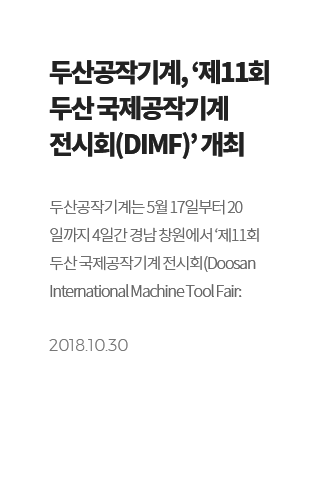 두산공작기계, ‘제11회
두산 국제공작기계
전시회(DIMF)’ 개최
두산공작기계는 5월 17일부터 20
일까지 4일간 경남 창원에서 ‘제11회
두산 국제공작기계 전시회(Doosan
International Machine Tool Fair:
2018.10.30